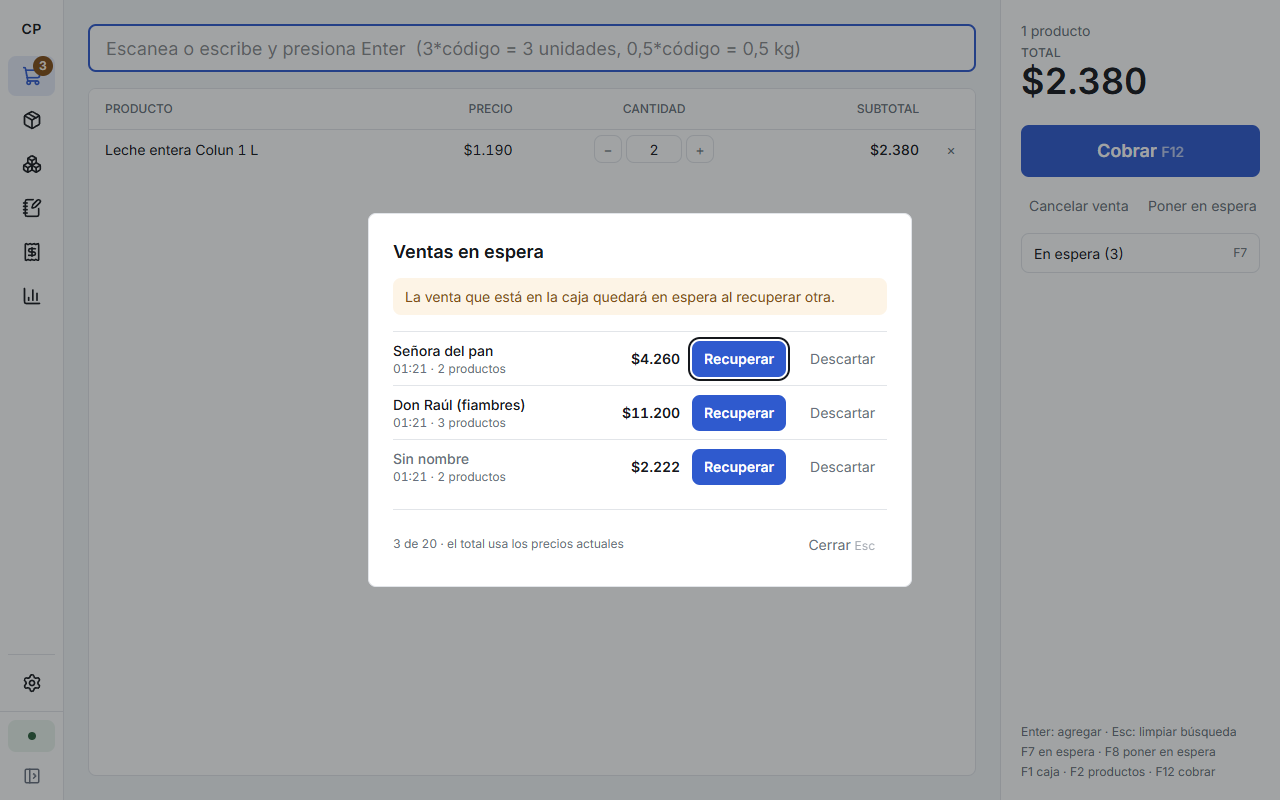 CP
3
Escanea o escribe y presiona Enter (3*código = 3 unidades, 0,5*código = 0,5 kg)
PRODUCTO PRECIO CANTIDAD SUBTOTAL
Leche entera Colun 1 L $1.190 − 2 + $2.380 ×
1 producto
TOTAL
$2.380
Cobrar F12
Cancelar venta Poner en espera
En espera (3) F7
Ventas en espera
La venta que está en la caja quedará en espera al recuperar otra.
Señora del pan
01:21 · 2 productos
$4.260 Recuperar Descartar
Don Raúl (fiambres)
01:21 · 3 productos
$11.200 Recuperar Descartar
Sin nombre
01:21 · 2 productos
$2.222 Recuperar Descartar
3 de 20 · el total usa los precios actuales
Cerrar Esc
Enter: agregar · Esc: limpiar búsqueda
F7 en espera · F8 poner en espera
F1 caja · F2 productos · F12 cobrar